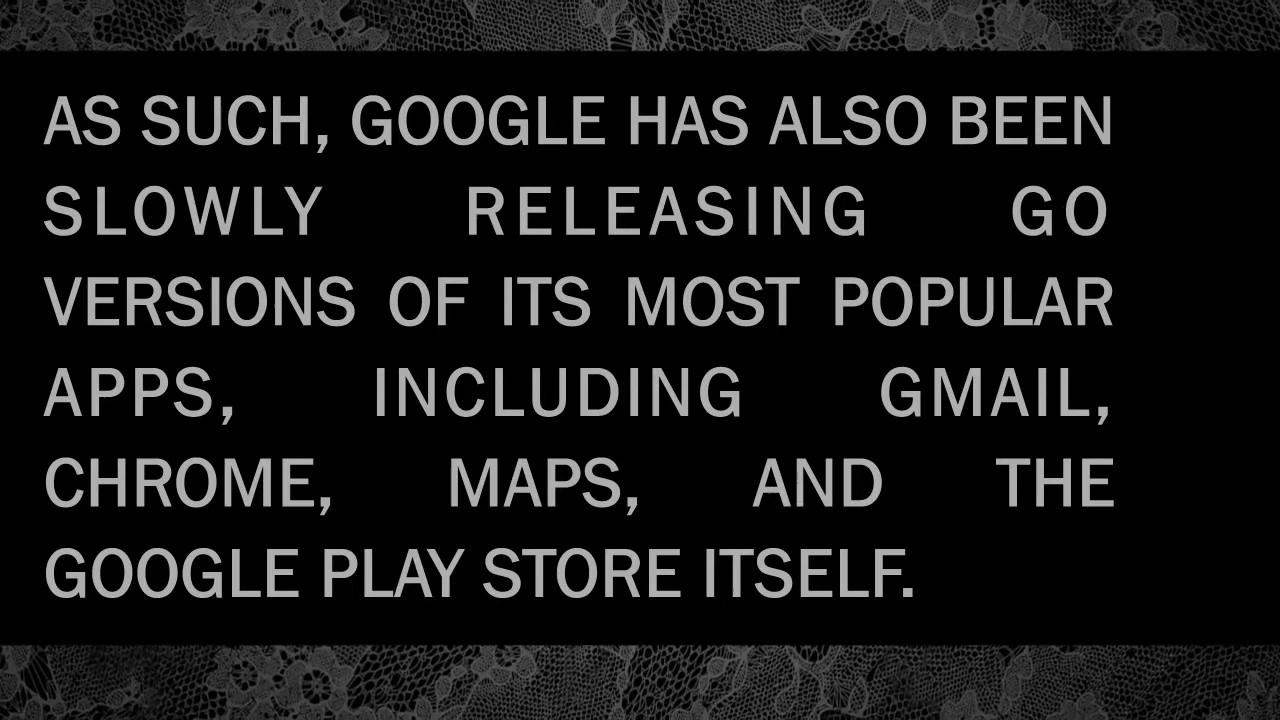 AS SUCH, GOOGLE HAS ALSO BEEN
SLOWLY RELEASING GO
VERSIONS OF ITS MOST POPULAR
APPS, INCLUDING GMAIL,
CHROME, MAPS, AND THE
GOOGLE PLAY STORE ITSELF.